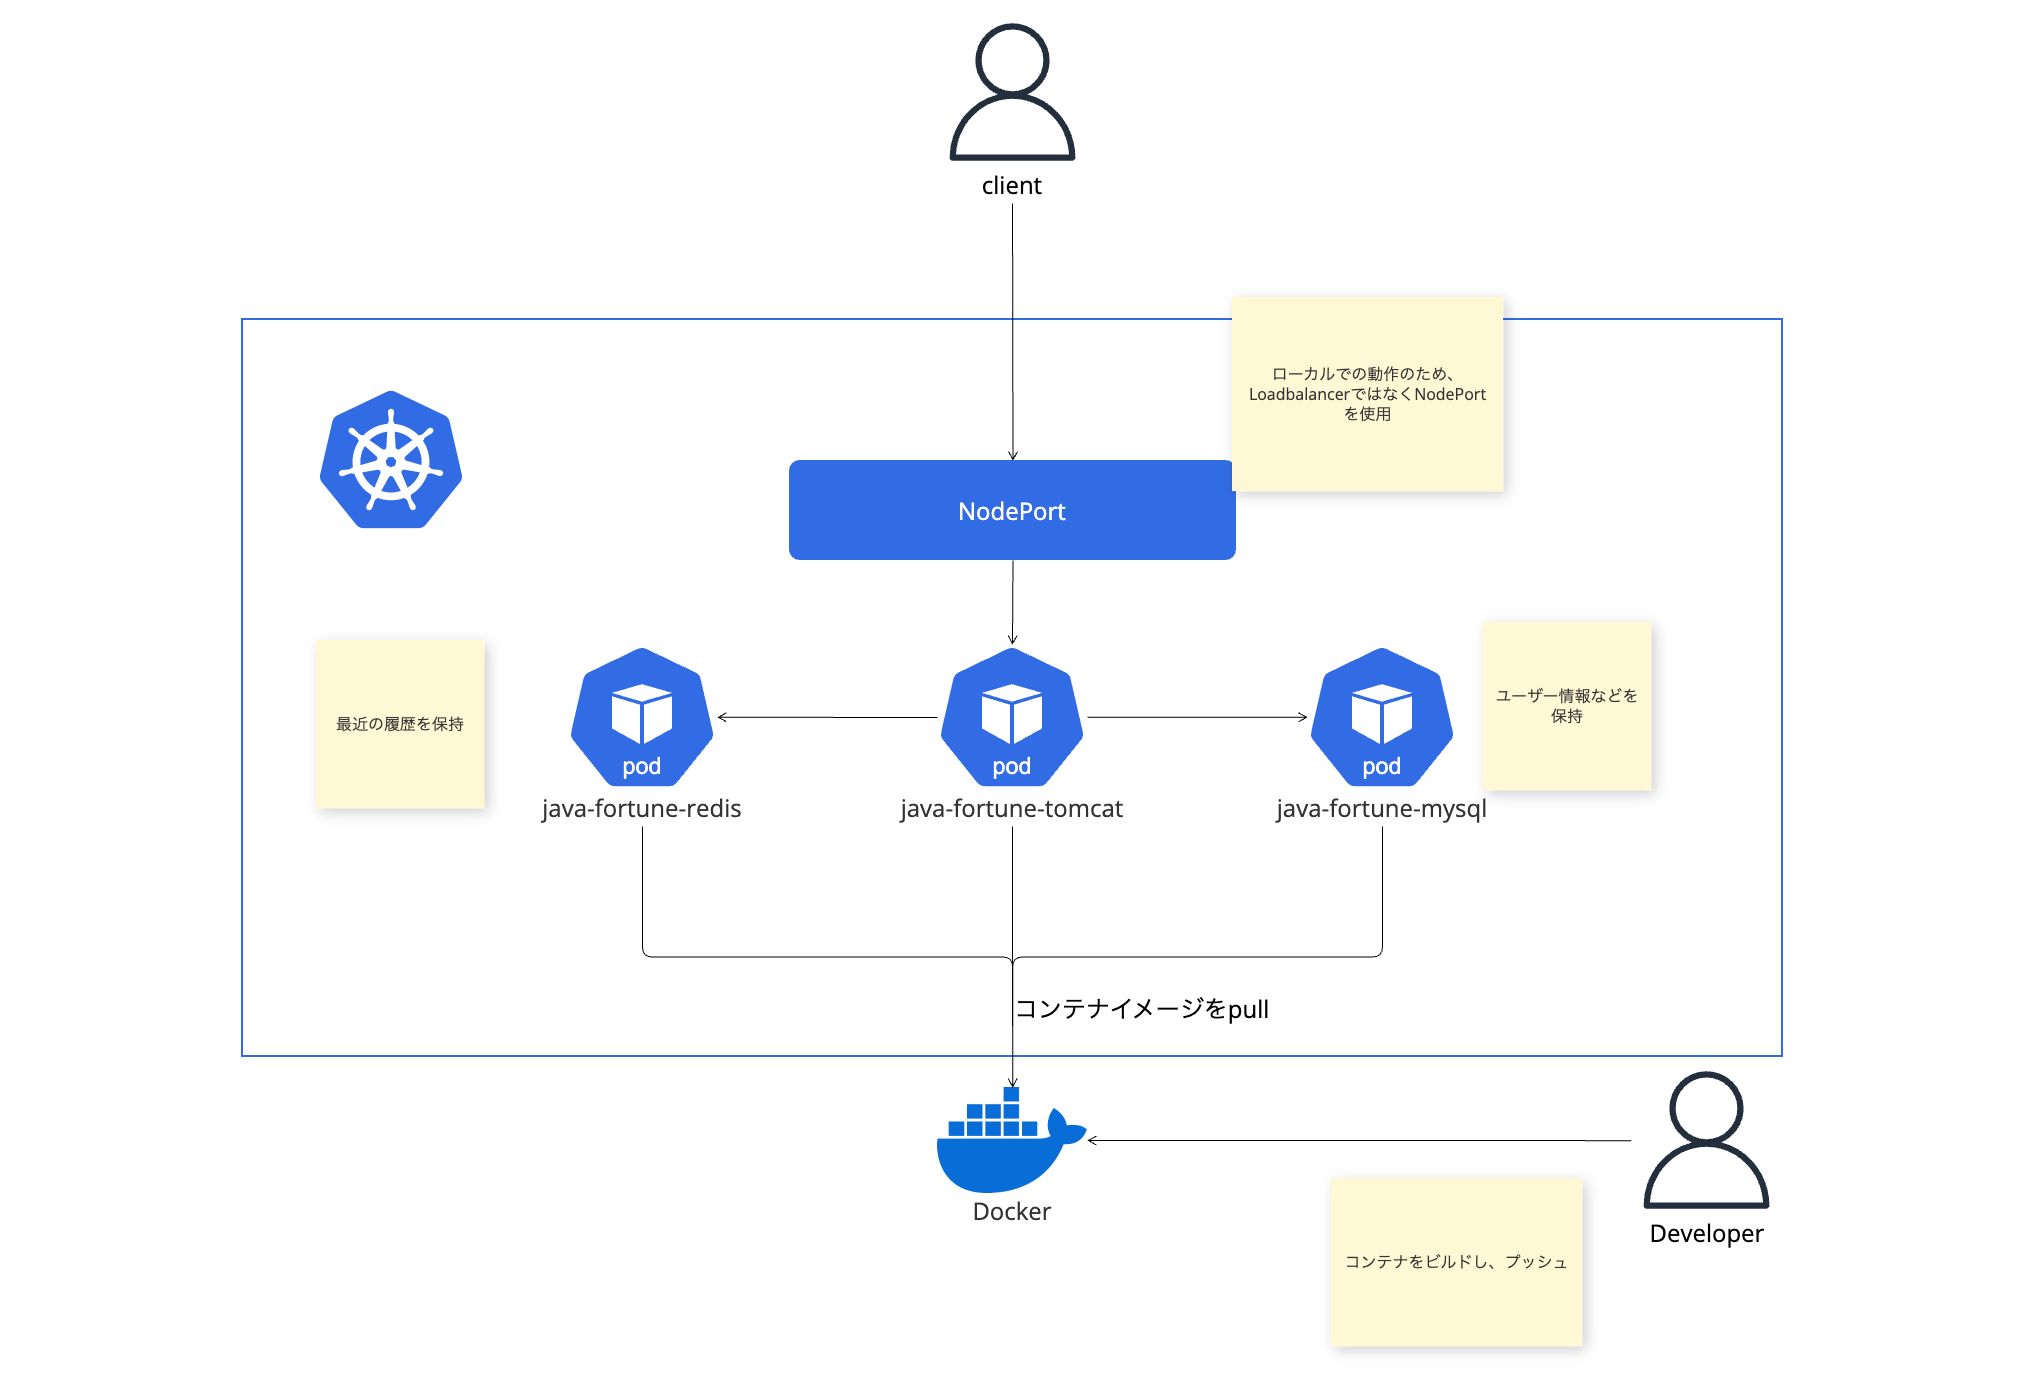 client
ローカルでの動作のため、
LoadbalancerではなくNodePort
を使用
NodePort
最近の履歴を保持
pod
java-fortune-redis
pod
java-fortune-tomcat
pod
java-fortune-mysql
ユーザー情報などを
保持
コンテナイメージをpull
Docker
Developer
コンテナをビルドし、プッシュ